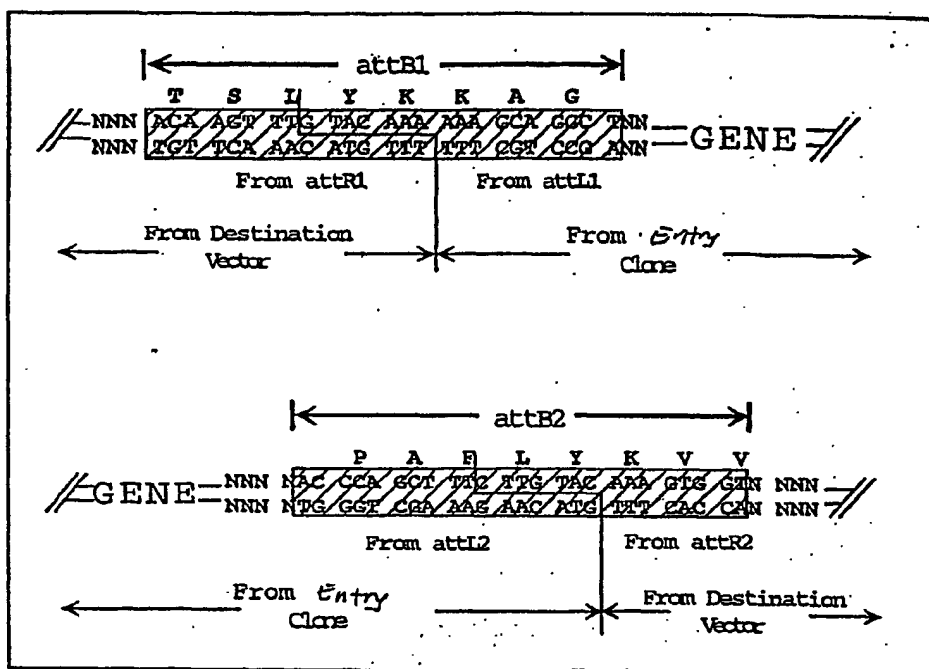 attB1
T S L Y K K A G
NNN ACA AGT TTG TAC AAA AAA GCA GGC TNN
GENE
NNN TGT TCA AAC ATG TTT TTT CGT CCG ANN
From attR1 From attL1
From Destination From Entry
Vector Clone
attB2
P A F L Y K V V
NNN NAC CCA GCT TTC TTG TAC AAA GTG GTN NNN
GENE
NNN NTG GGT CGA AAG AAC ATG TTT CAC CAN NNN
From attL2 From attR2
From Entry From Destination
Clone Vector